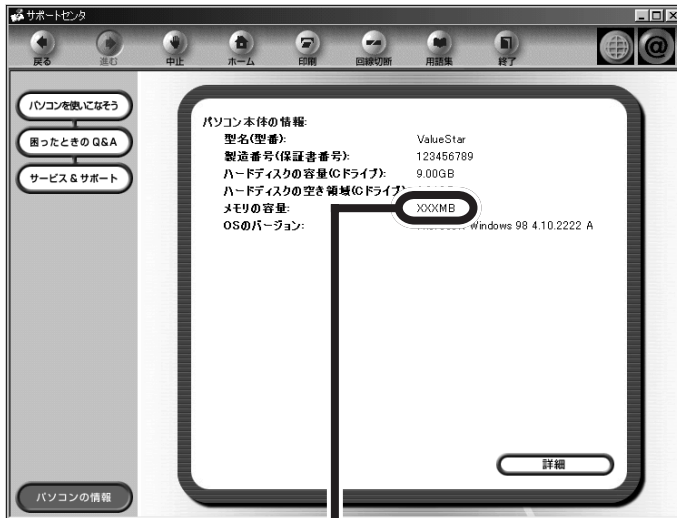 サポートセンタ
戻る 進む 中止 ホーム 印刷 回線切断 用語集 終了
パソコンを使いこなそう
困ったときの Q&A
サービス & サポート
パソコン本体の情報:
型名(型番): ValueStar
製造番号(保証書番号): 123456789
ハードディスクの容量(Cドライブ): 9.00GB
ハードディスクの空き領域(Cドライブ):
メモリの容量: XXXMB
OSのバージョン: Windows 98 4.10.2222 A
詳細
パソコンの情報